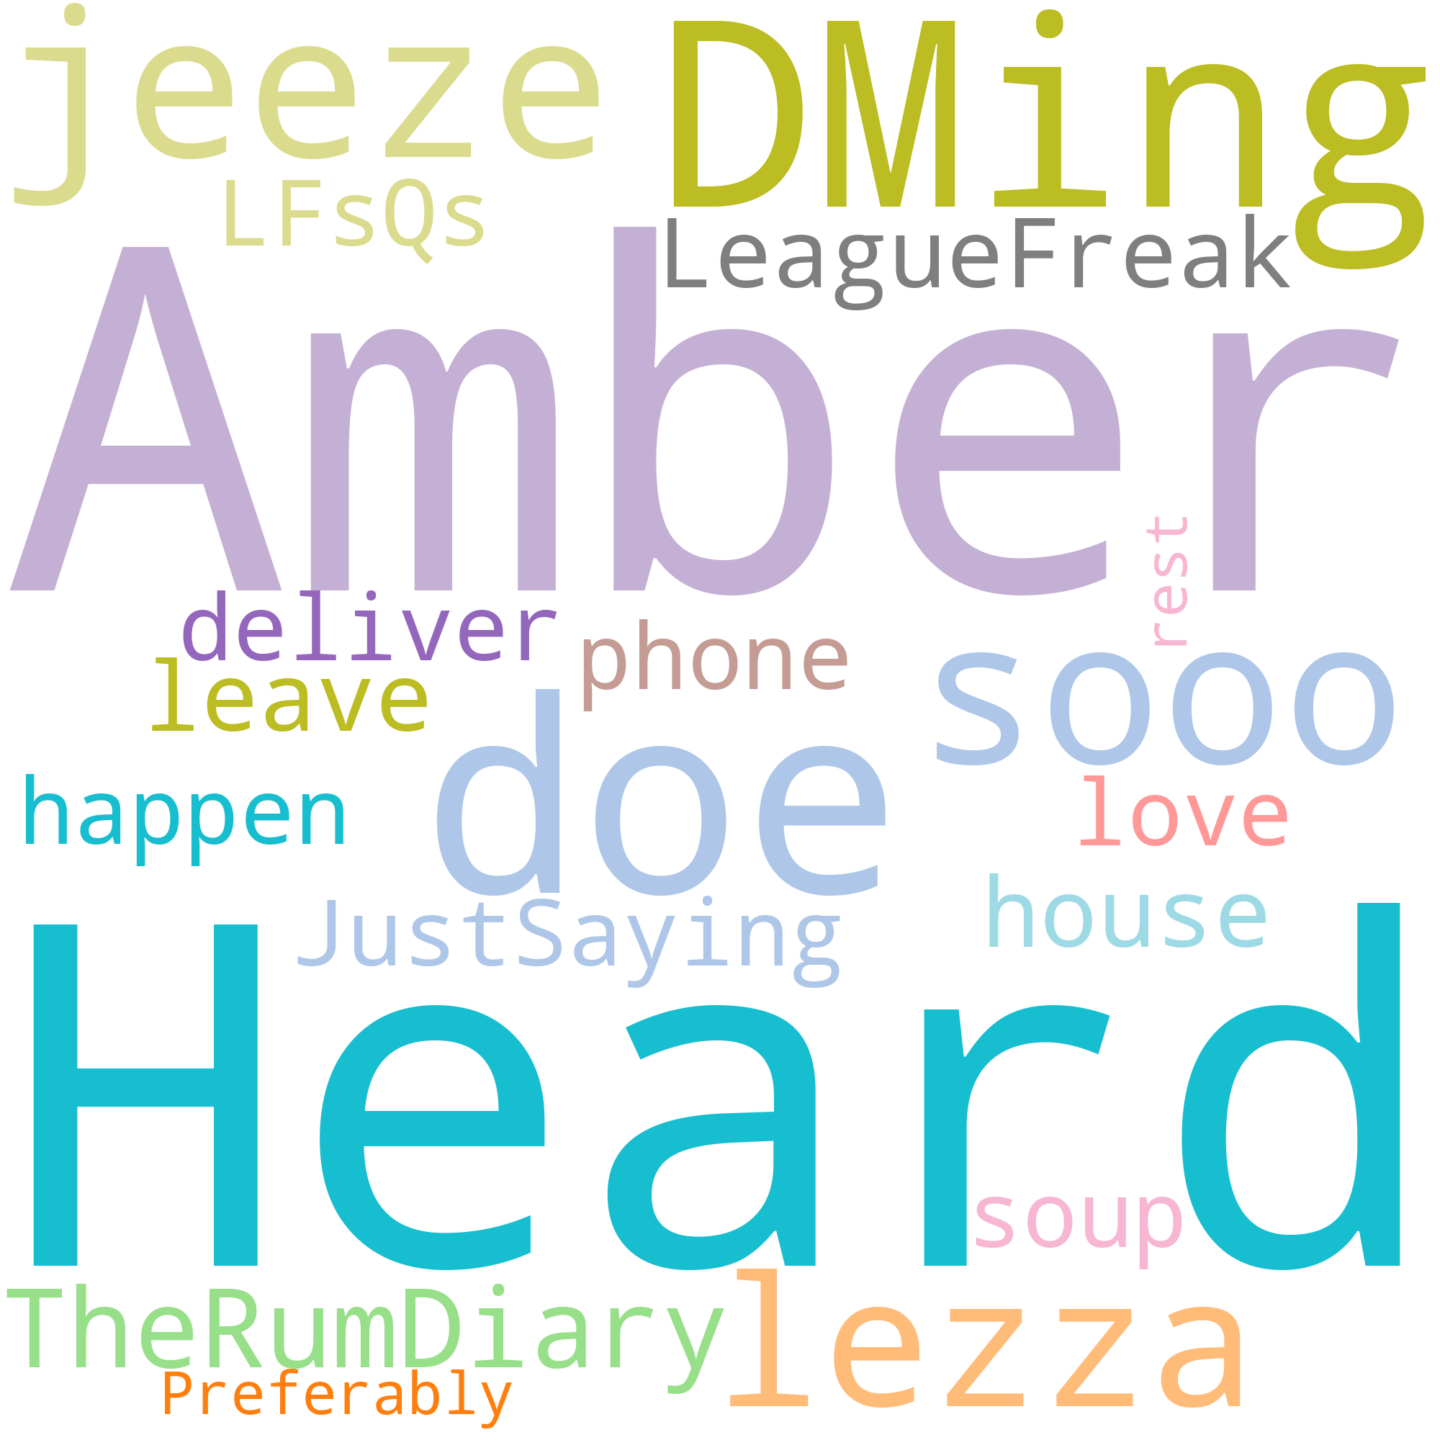 jeeze
DMing
LFsQs
LeagueFreak
Amber
rest
deliver
phone
leave
sooo
doe
happen
love
JustSaying
house
Heard
soup
TheRumDiary
lezza
Preferably